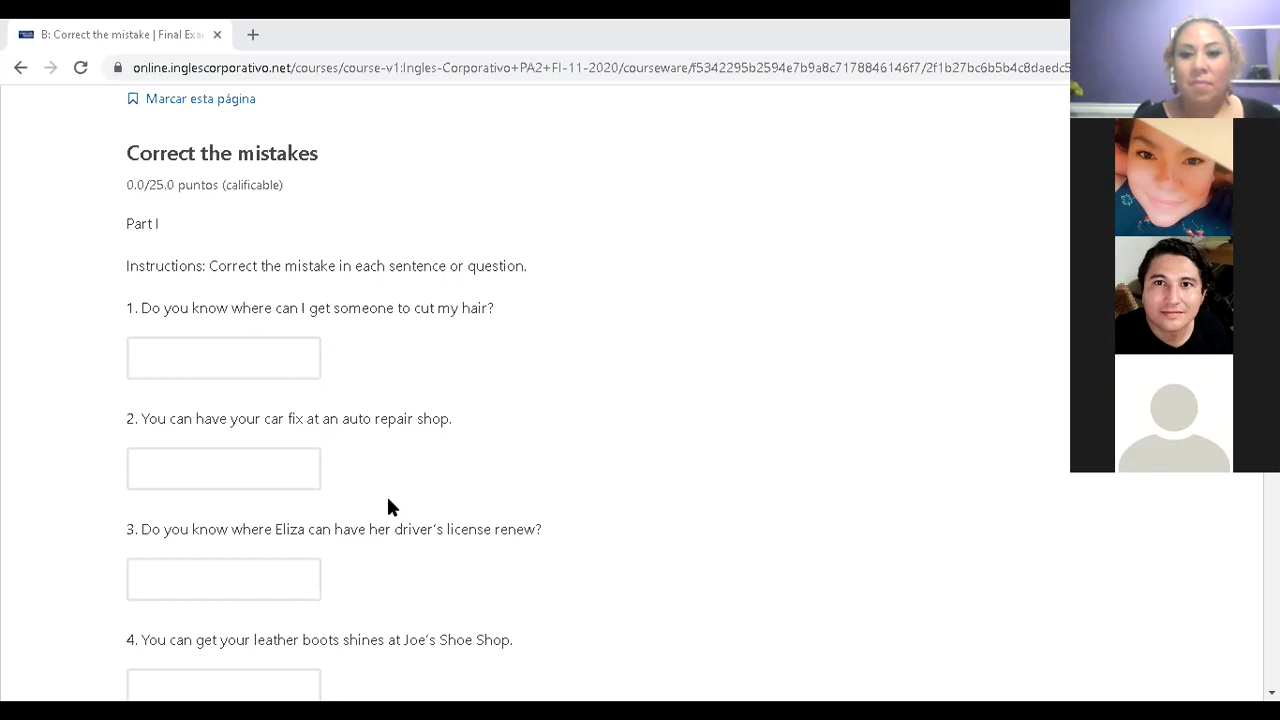 B: Correct the mistake | Final Exa
online.inglescorporativo.net/courses/course-v1:Ingles-Corporativo+PA2+FI-11-2020/courseware/f5342295b2594e7b9a8c7178846146f7/2f1b27bc6b5b4c8daedc5
Marcar esta página
Correct the mistakes
0.0/25.0 puntos (calificable)
Part I
Instructions: Correct the mistake in each sentence or question.
1. Do you know where can I get someone to cut my hair?
2. You can have your car fix at an auto repair shop.
3. Do you know where Eliza can have her driver's license renew?
4. You can get your leather boots shines at Joe's Shoe Shop.